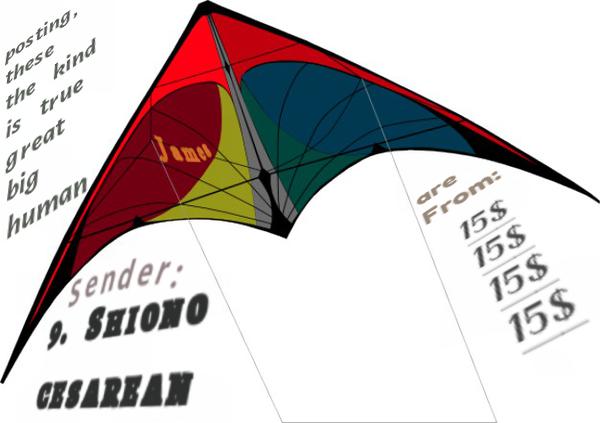 posting,
these
the kind
is true
great
big
human
James
are
From:
15$
15$
15$
15$
Sender:
9. SHIONO
CESAREAN